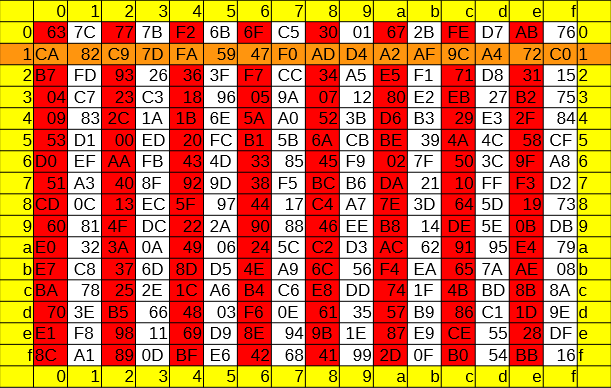 0 1 2 3 4 5 6 7 8 9 a b c d e f
0 63 7C 77 7B F2 6B 6F C5 30 01 67 2B FE D7 AB 76 0
1 CA 82 C9 7D FA 59 47 F0 AD D4 A2 AF 9C A4 72 C0 1
2 B7 FD 93 26 36 3F F7 CC 34 A5 E5 F1 71 D8 31 15 2
3 04 C7 23 C3 18 96 05 9A 07 12 80 E2 EB 27 B2 75 3
4 09 83 2C 1A 1B 6E 5A A0 52 3B D6 B3 29 E3 2F 84 4
5 53 D1 00 ED 20 FC B1 5B 6A CB BE 39 4A 4C 58 CF 5
6 D0 EF AA FB 43 4D 33 85 45 F9 02 7F 50 3C 9F A8 6
7 51 A3 40 8F 92 9D 38 F5 BC B6 DA 21 10 FF F3 D2 7
8 CD 0C 13 EC 5F 97 44 17 C4 A7 7E 3D 64 5D 19 73 8
9 60 81 4F DC 22 2A 90 88 46 EE B8 14 DE 5E 0B DB 9
a E0 32 3A 0A 49 06 24 5C C2 D3 AC 62 91 95 E4 79 a
b E7 C8 37 6D 8D D5 4E A9 6C 56 F4 EA 65 7A AE 08 b
c BA 78 25 2E 1C A6 B4 C6 E8 DD 74 1F 4B BD 8B 8A c
d 70 3E B5 66 48 03 F6 0E 61 35 57 B9 86 C1 1D 9E d
e E1 F8 98 11 69 D9 8E 94 9B 1E 87 E9 CE 55 28 DF e
f 8C A1 89 0D BF E6 42 68 41 99 2D 0F B0 54 BB 16 f
0 1 2 3 4 5 6 7 8 9 a b c d e f